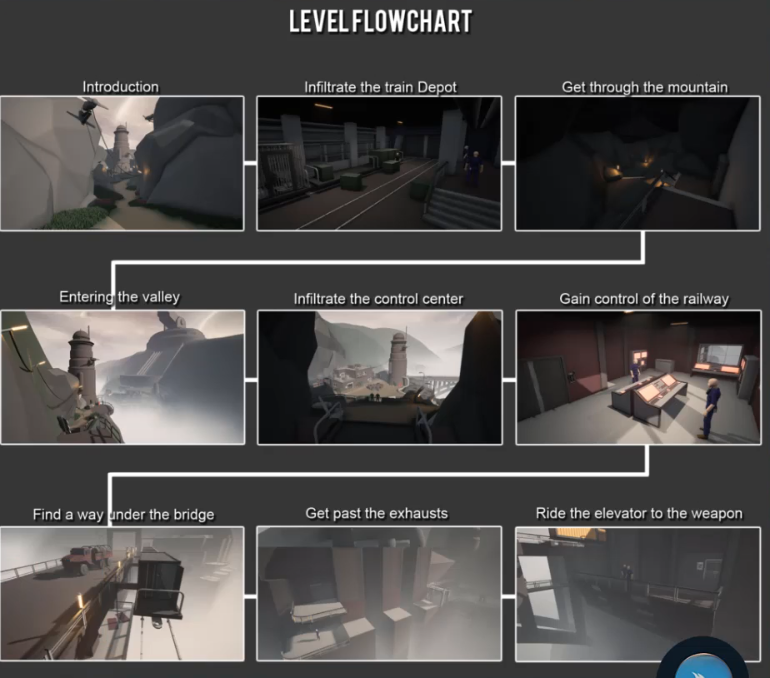 LEVEL FLOWCHART
Introduction
Infiltrate the train Depot
Get through the mountain
Entering the valley
Infiltrate the control center
Gain control of the railway
Find a way under the bridge
Get past the exhausts
Ride the elevator to the weapon